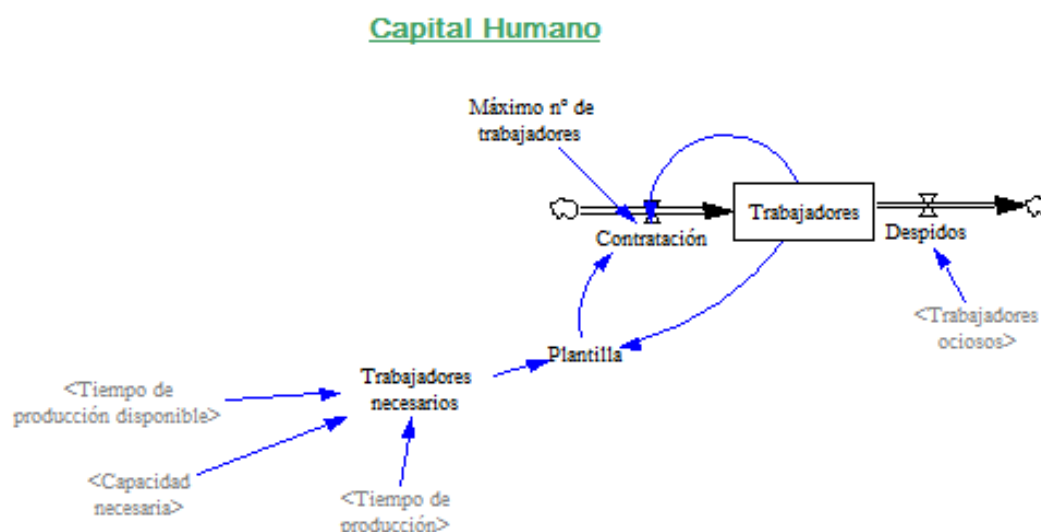 Capital Humano
Máximo nº de
trabajadores
Trabajadores
Contratación
Despidos
<Trabajadores
ociosos>
Plantilla
Trabajadores
necesarios
<Tiempo de
producción disponible>
<Capacidad
necesaria>
<Tiempo de
producción>